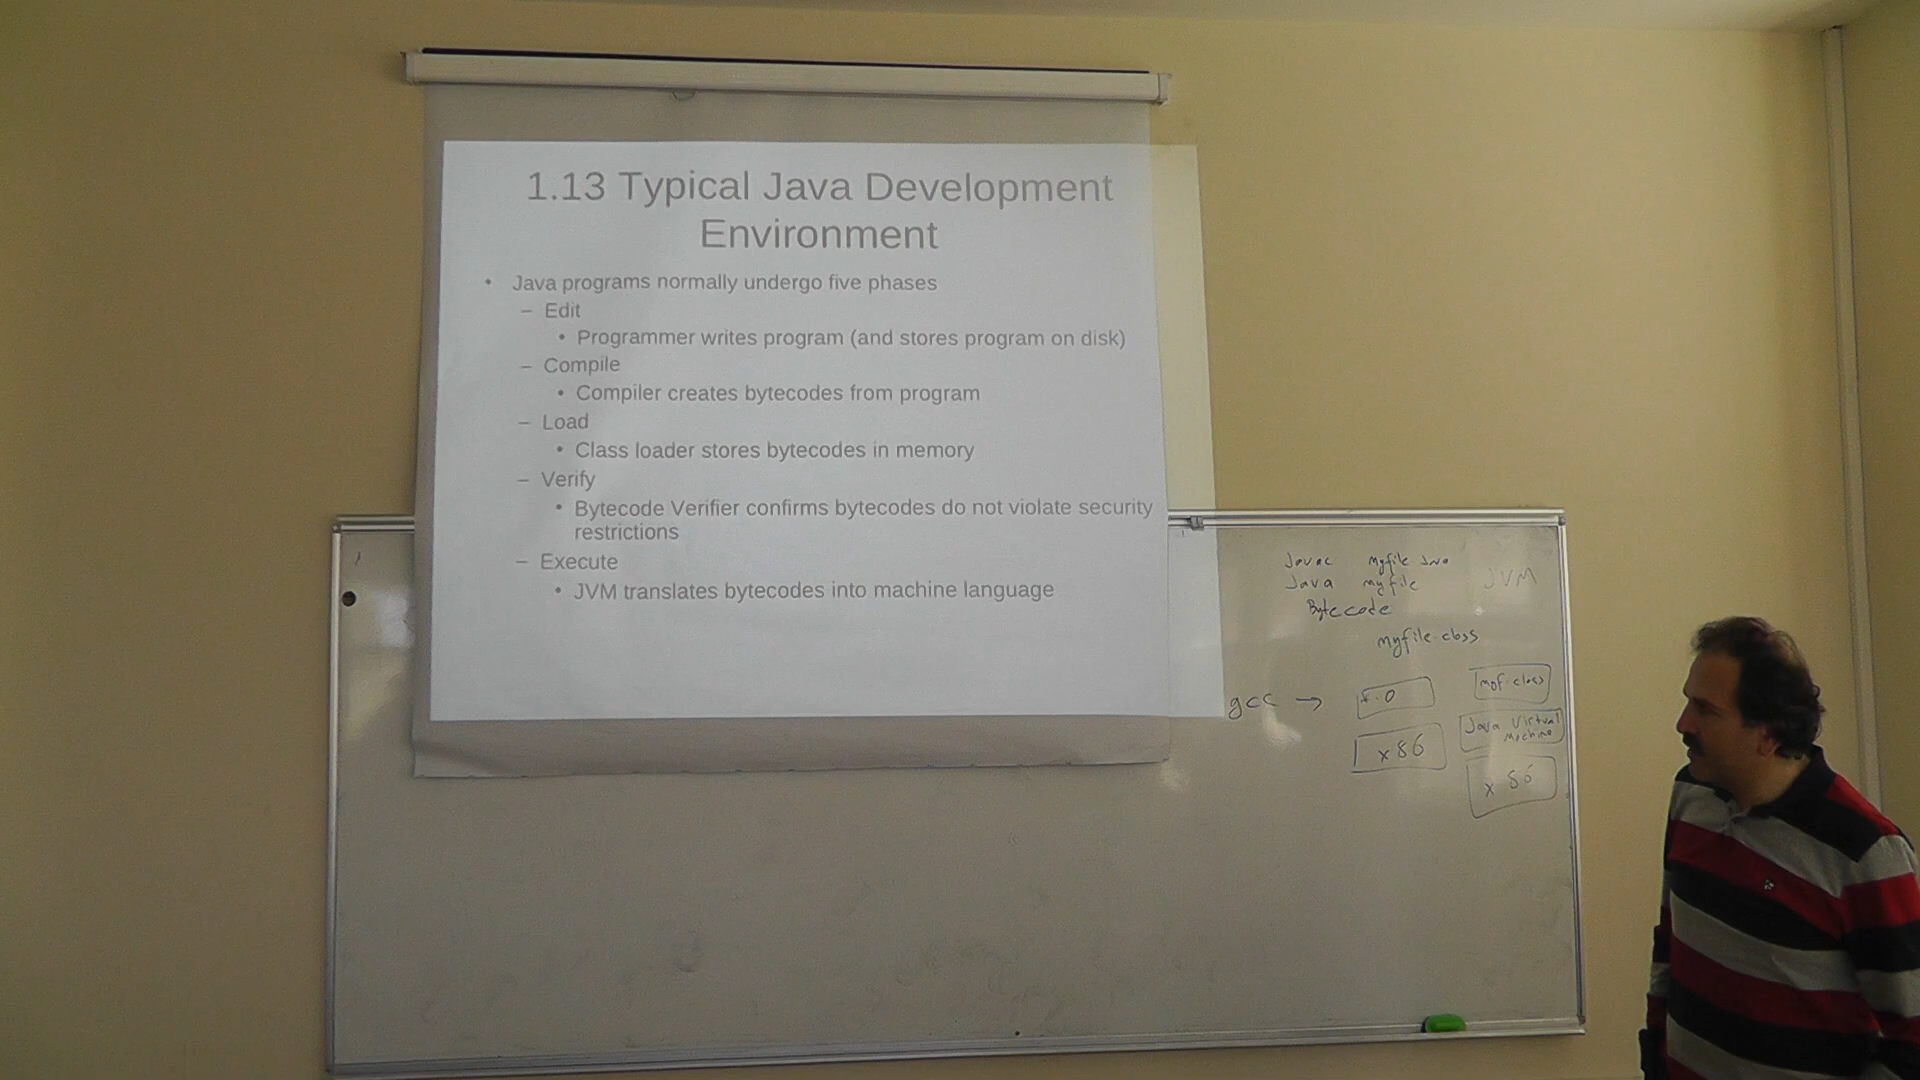 1.13 Typical Java Development
Environment
• Java programs normally undergo five phases
– Edit
• Programmer writes program (and stores program on disk)
– Compile
• Compiler creates bytecodes from program
– Load
• Class loader stores bytecodes in memory
– Verify
• Bytecode Verifier confirms bytecodes do not violate security
restrictions
– Execute
• JVM translates bytecodes into machine language
Javac myfile Java
Java myfile
JVM
Bytecode
myfile.class
gcc →
x86
Java Virtual
Machine
x 86